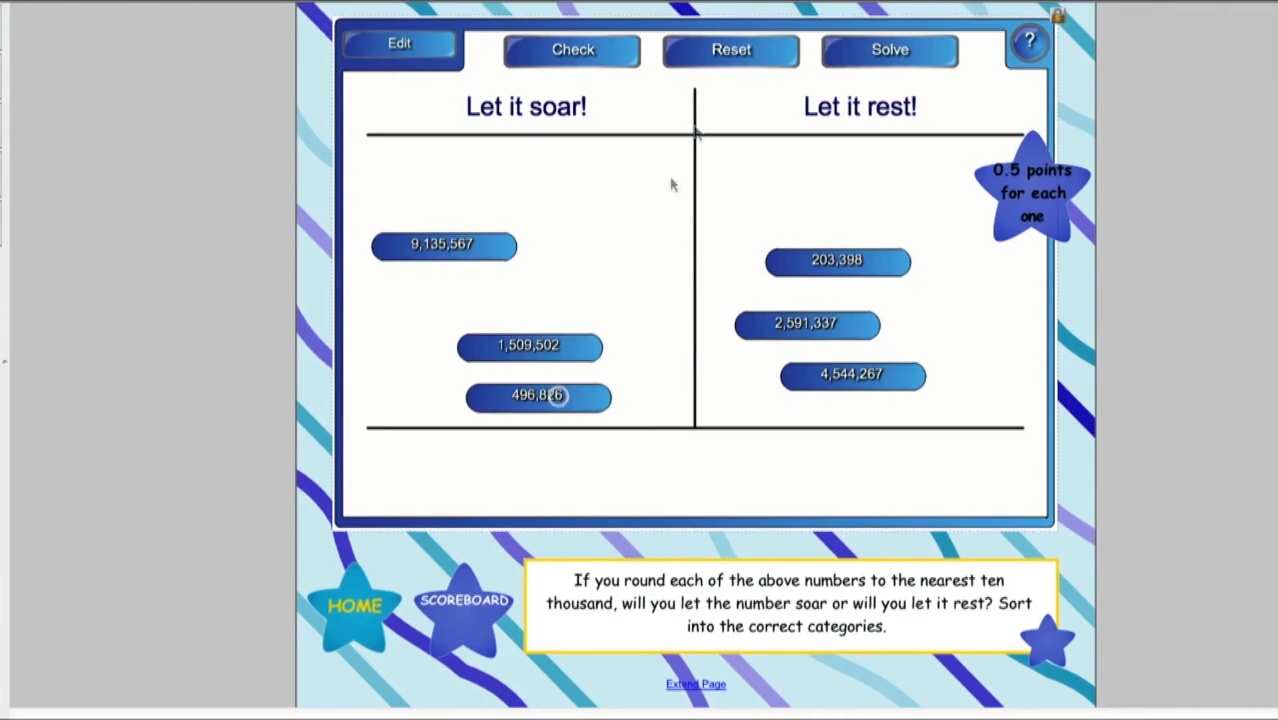 Edit
Check
Reset
Solve
?
Let it soar!
Let it rest!
0.5 points
for each
one
9,135,567
203,398
2,591,337
1,509,502
4,544,267
496,826
If you round each of the above numbers to the nearest ten
thousand, will you let the number soar or will you let it rest? Sort
into the correct categories.
HOME
SCOREBOARD
Extend Page